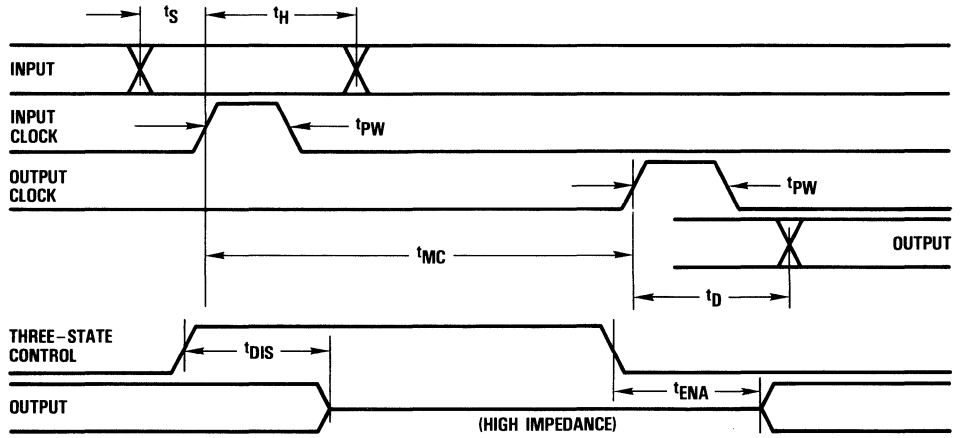 tS
tH
INPUT
INPUT
CLOCK
tPW
OUTPUT
CLOCK
tPW
OUTPUT
tMC
tD
THREE-STATE
CONTROL
tDIS
tENA
OUTPUT
(HIGH IMPEDANCE)